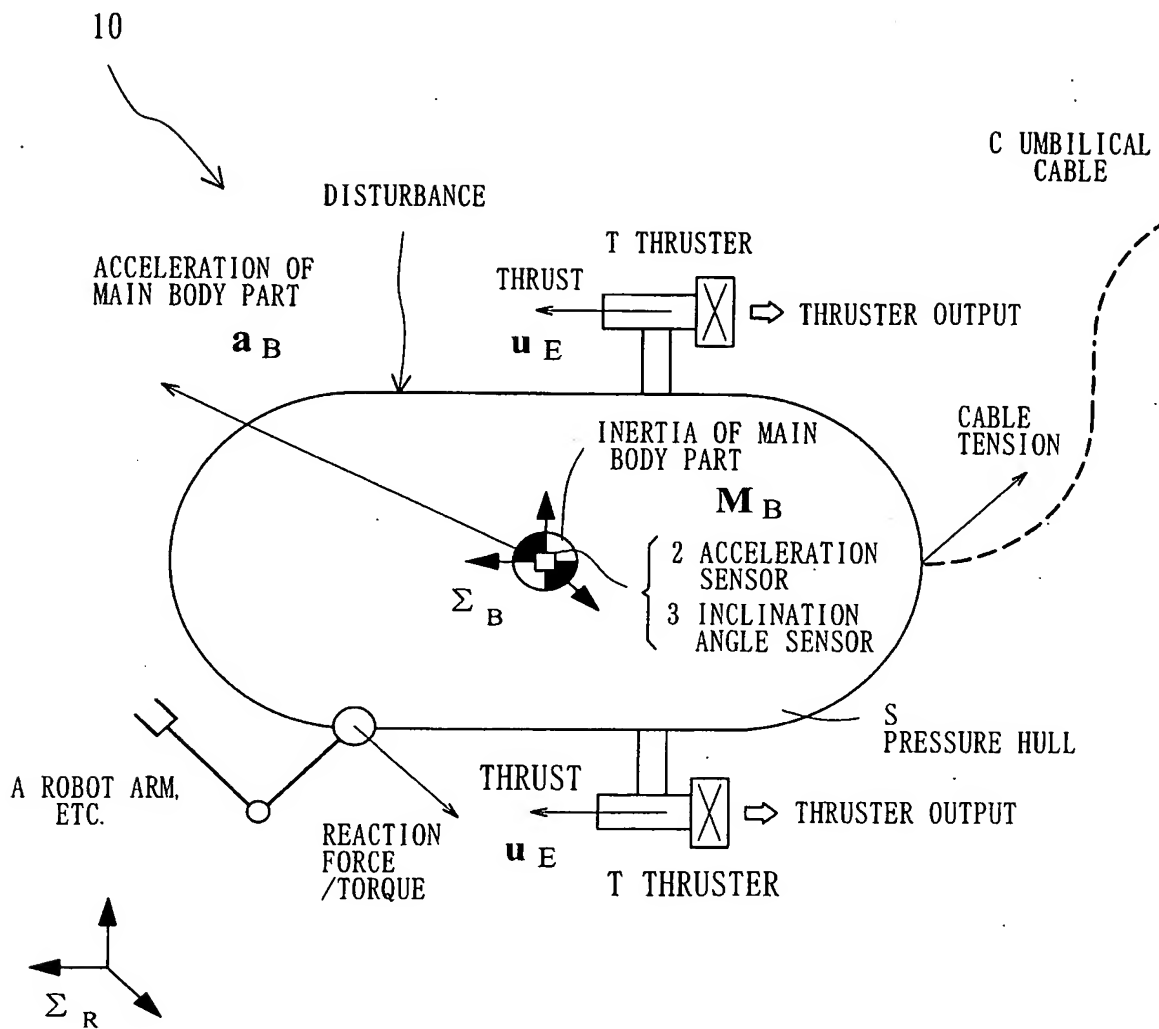 10
C UMBILICAL
CABLE
DISTURBANCE
T THRUSTER
ACCELERATION OF
MAIN BODY PART
a B
THRUST
u E
THRUSTER OUTPUT
CABLE
TENSION
INERTIA OF MAIN
BODY PART
M B
2 ACCELERATION
SENSOR
3 INCLINATION
ANGLE SENSOR
Σ B
S
PRESSURE HULL
A ROBOT ARM,
ETC.
REACTION
FORCE
/TORQUE
THRUST
u E
THRUSTER OUTPUT
T THRUSTER
Σ R